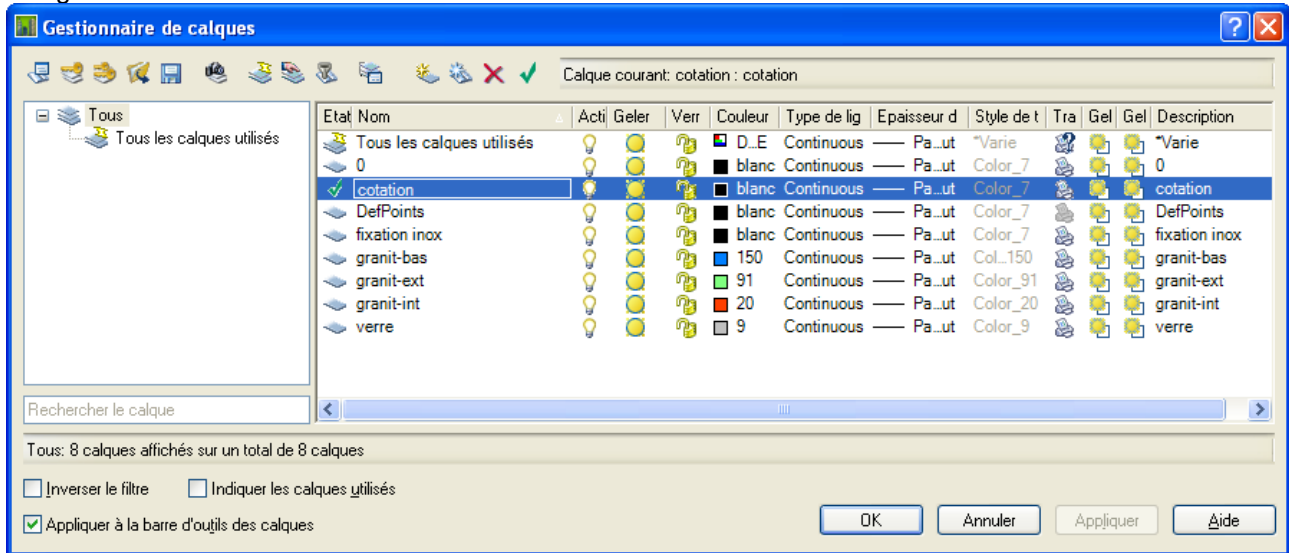 Gestionnaire de calques
Calque courant: cotation : cotation
Tous
Tous les calques utilisés
Etat Nom Acti Geler Verr Couleur Type de lig Epaisseur d Style de t Tra Gel Gel Description
Tous les calques utilisés D...E Continuous Pa...ut *Varie *Varie
0 blanc Continuous Pa...ut Color_7 0
cotation blanc Continuous Pa...ut Color_7 cotation
DefPoints blanc Continuous Pa...ut Color_7 DefPoints
fixation inox blanc Continuous Pa...ut Color_7 fixation inox
granit-bas 150 Continuous Pa...ut Col...150 granit-bas
granit-ext 91 Continuous Pa...ut Color_91 granit-ext
granit-int 20 Continuous Pa...ut Color_20 granit-int
verre 9 Continuous Pa...ut Color_9 verre
Rechercher le calque
Tous: 8 calques affichés sur un total de 8 calques
Inverser le filtre Indiquer les calques utilisés
Appliquer à la barre d'outils des calques
OK Annuler Appliquer Aide